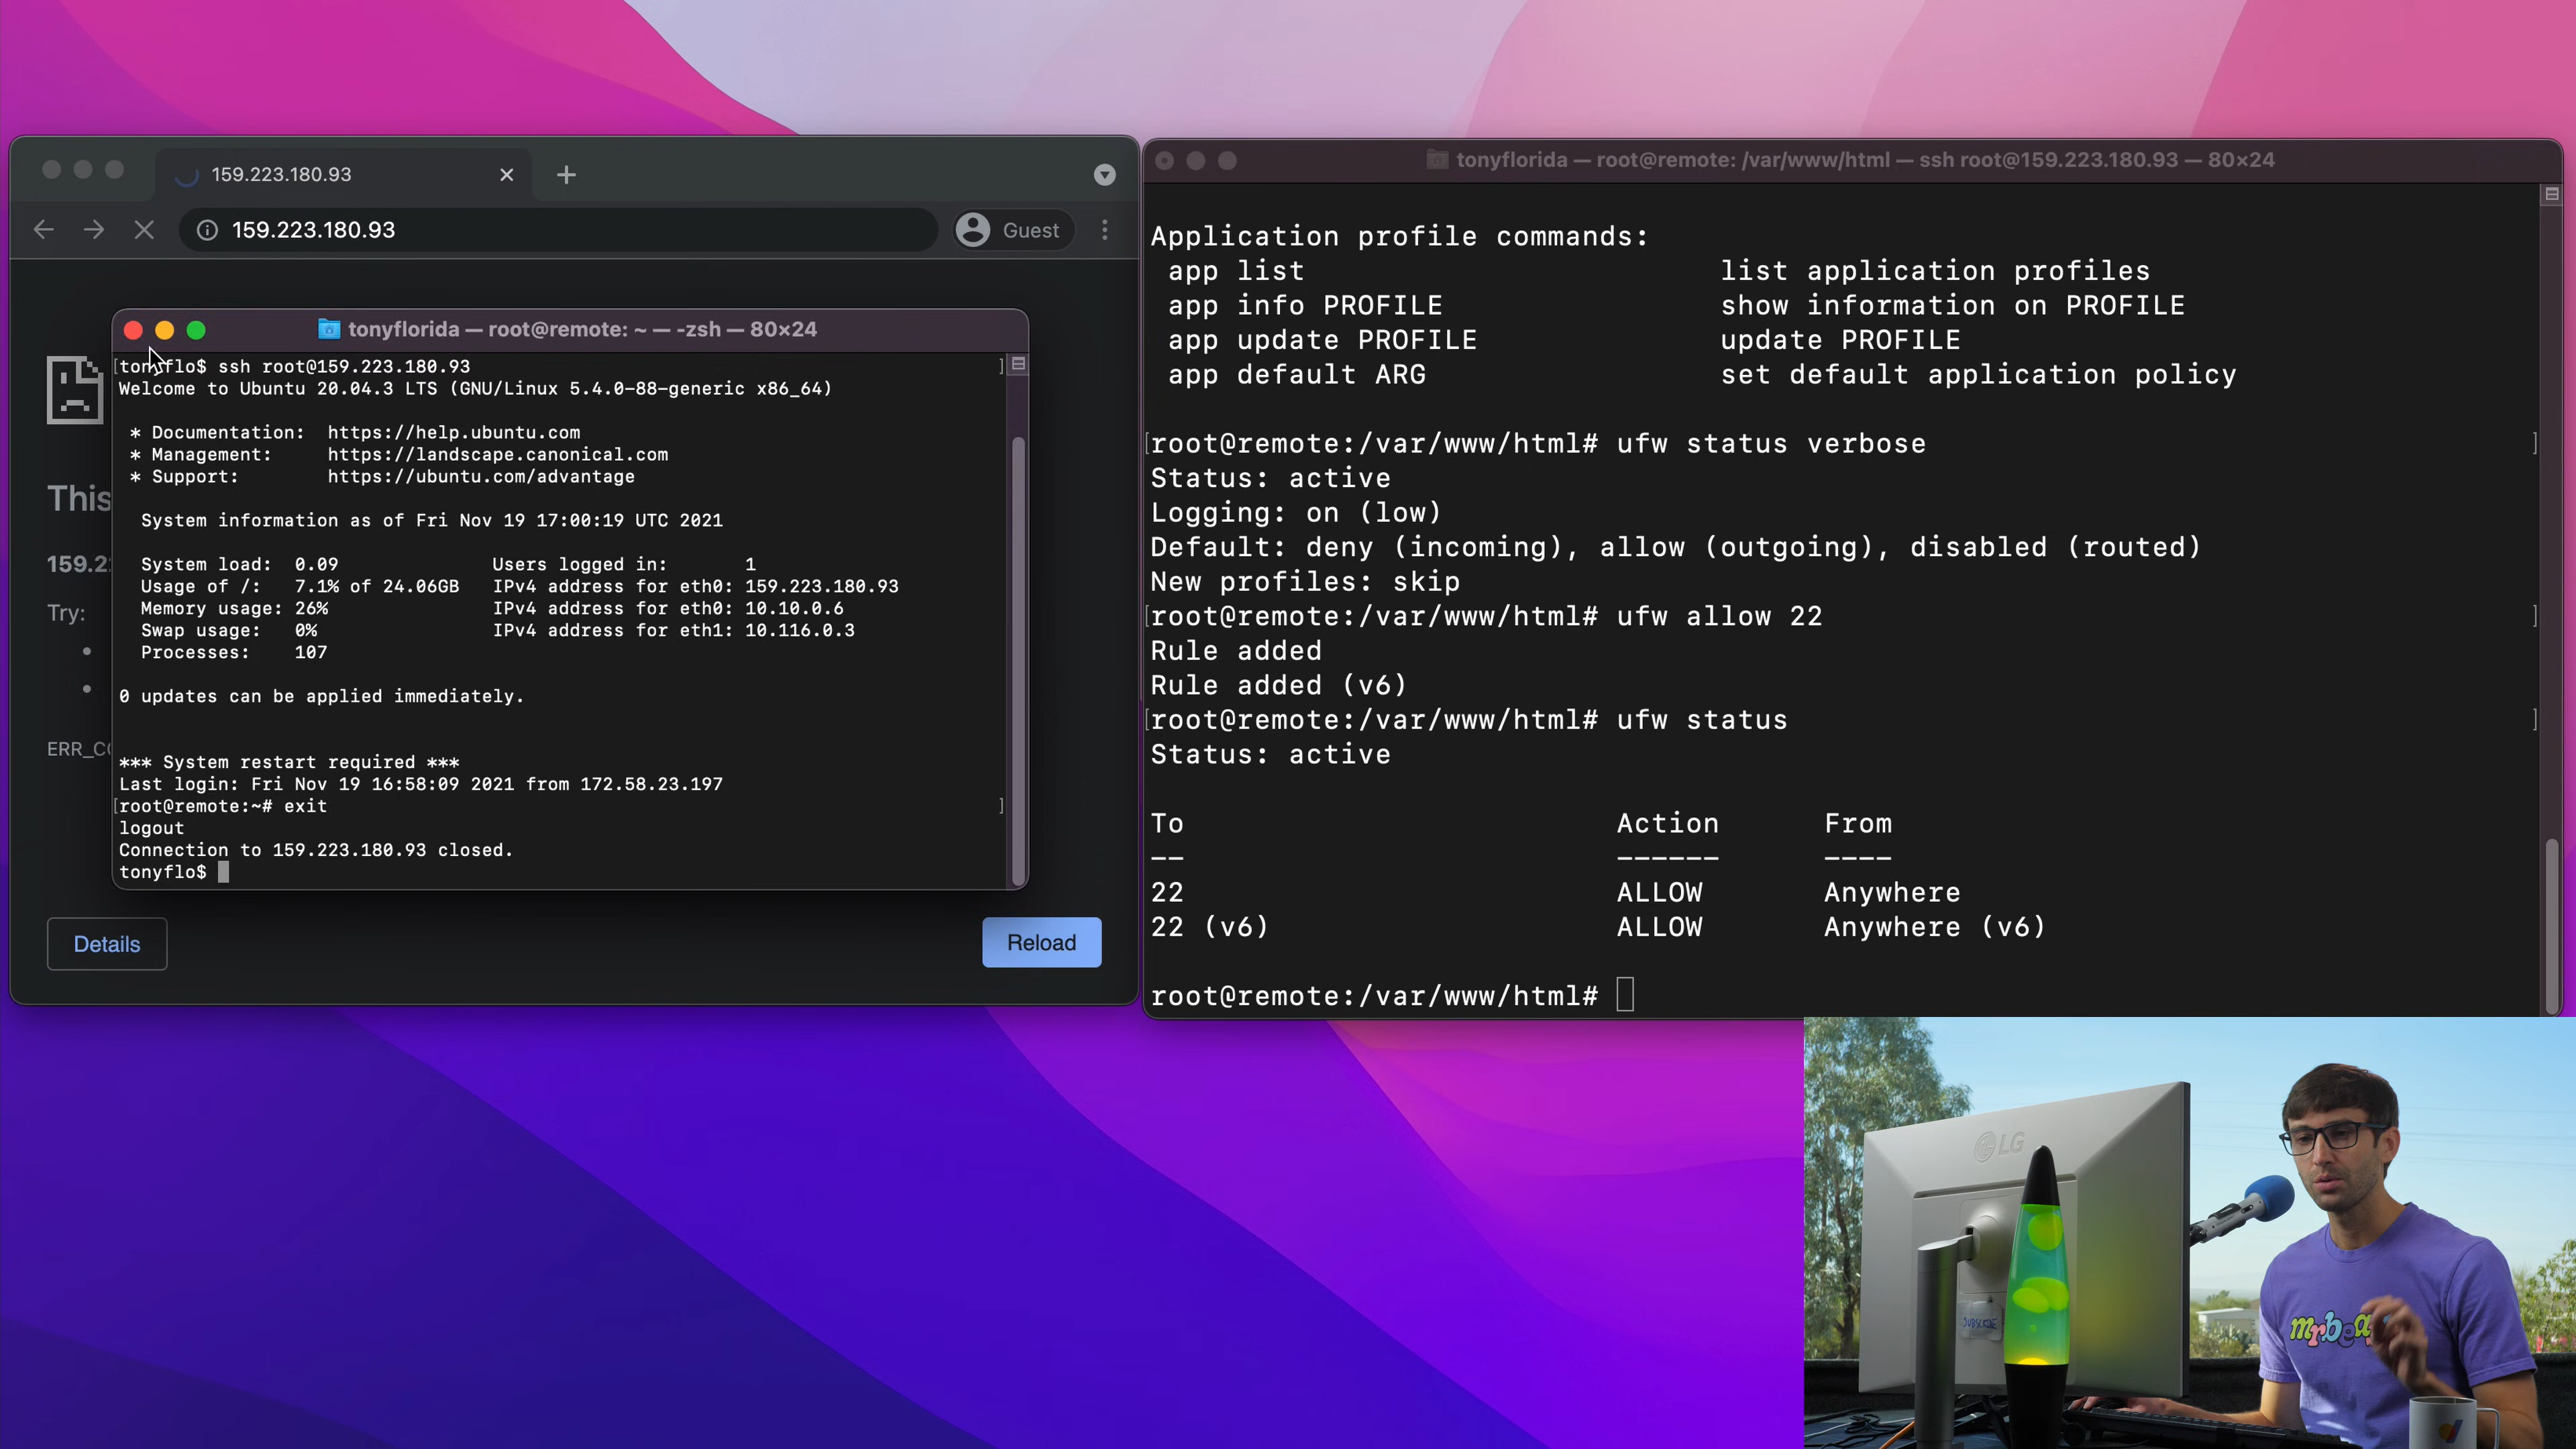 159.223.180.93
159.223.180.93
Guest
This
159.2
Try:
ERR_C
Details
Reload
tonyflorida — root@remote: ~ — -zsh — 80×24
ssh root@159.223.180.93
Welcome to Ubuntu 20.04.3 LTS (GNU/Linux 5.4.0-88-generic x86_64)
* Documentation: https://help.ubuntu.com
* Management: https://landscape.canonical.com
* Support: https://ubuntu.com/advantage
System information as of Fri Nov 19 17:00:19 UTC 2021
System load: 0.09 Users logged in: 1
Usage of /: 7.1% of 24.06GB IPv4 address for eth0: 159.223.180.93
Memory usage: 26% IPv4 address for eth0: 10.10.0.6
Swap usage: 0% IPv4 address for eth1: 10.116.0.3
Processes: 107
0 updates can be applied immediately.
*** System restart required ***
Last login: Fri Nov 19 16:58:09 2021 from 172.58.23.197
[root@remote:~# exit ]
logout
Connection to 159.223.180.93 closed.
tonyflo$
tonyflorida — root@remote: /var/www/html — ssh root@159.223.180.93 — 80×24
Application profile commands:
app list list application profiles
app info PROFILE show information on PROFILE
app update PROFILE update PROFILE
app default ARG set default application policy
[root@remote:/var/www/html# ufw status verbose ]
Status: active
Logging: on (low)
Default: deny (incoming), allow (outgoing), disabled (routed)
New profiles: skip
[root@remote:/var/www/html# ufw allow 22 ]
Rule added
Rule added (v6)
[root@remote:/var/www/html# ufw status ]
Status: active
To Action From
-- ------ ----
22 ALLOW Anywhere
22 (v6) ALLOW Anywhere (v6)
root@remote:/var/www/html#
LG
SUBSCRIBE